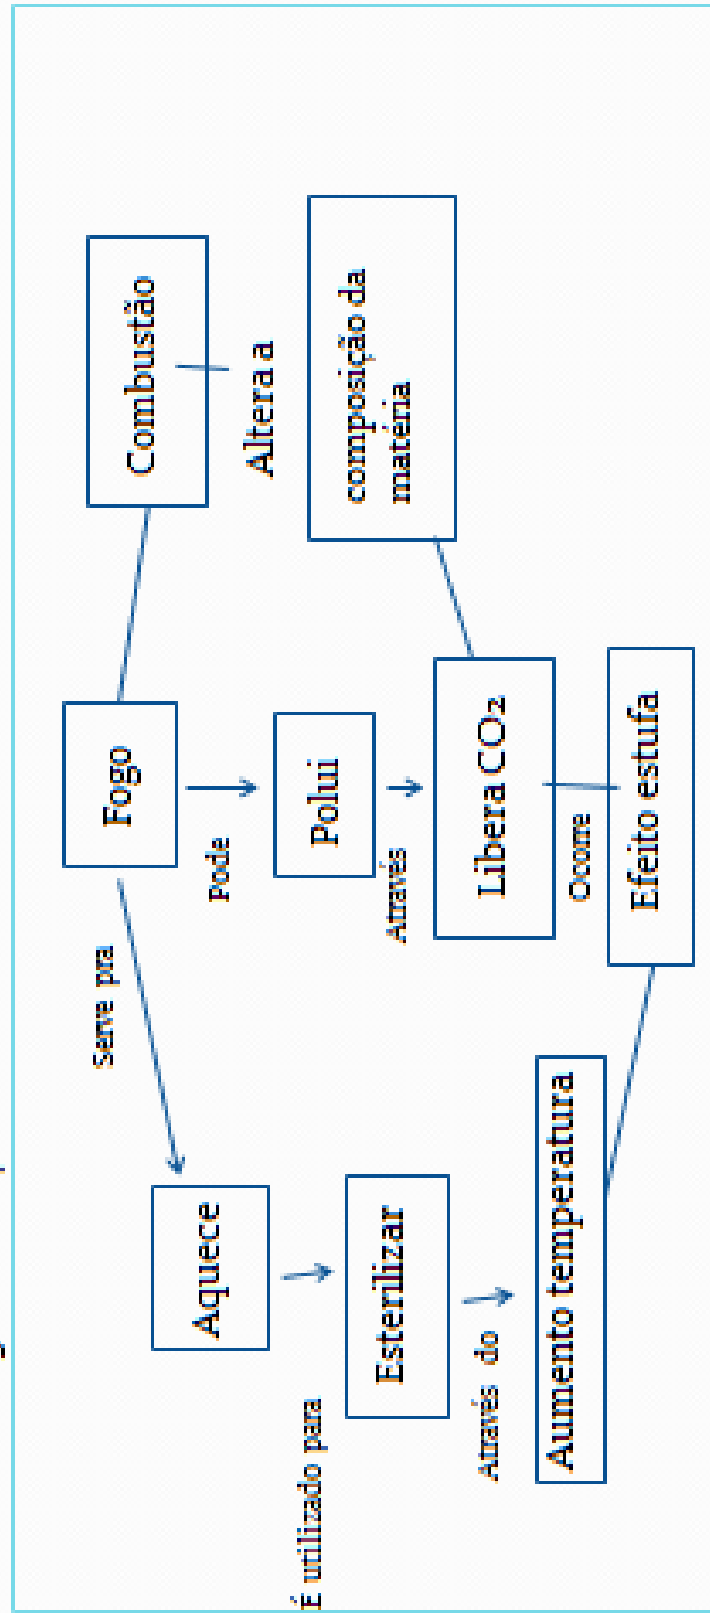 Fogo
Combustão
Serve pra
Pode
Altera a
Aquece
Polui
composição da
matéria
É utilizado para
Através
Esterilizar
Libera CO₂
Através do
Ocorre
Aumento temperatura
Efeito estufa